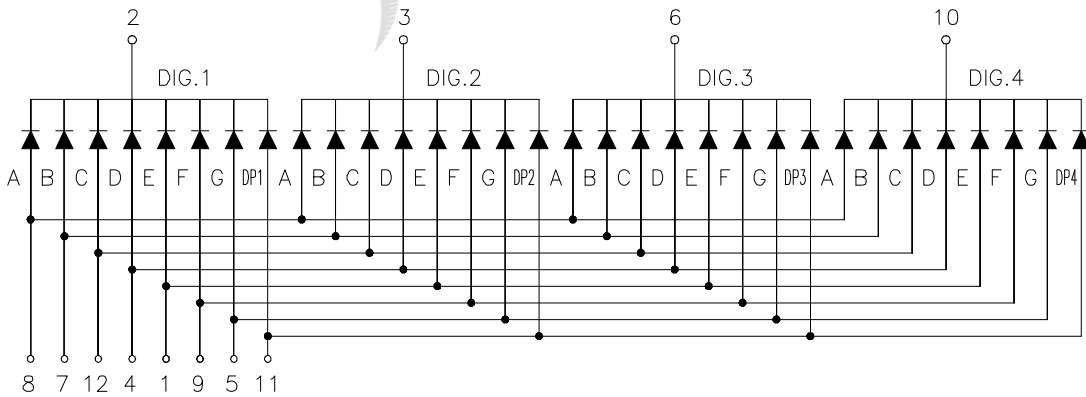 2 3 6 10
DIG.1 DIG.2 DIG.3 DIG.4
A B C D E F G DP1 A B C D E F G DP2 A B C D E F G DP3 A B C D E F G DP4
8 7 12 4 1 9 5 11